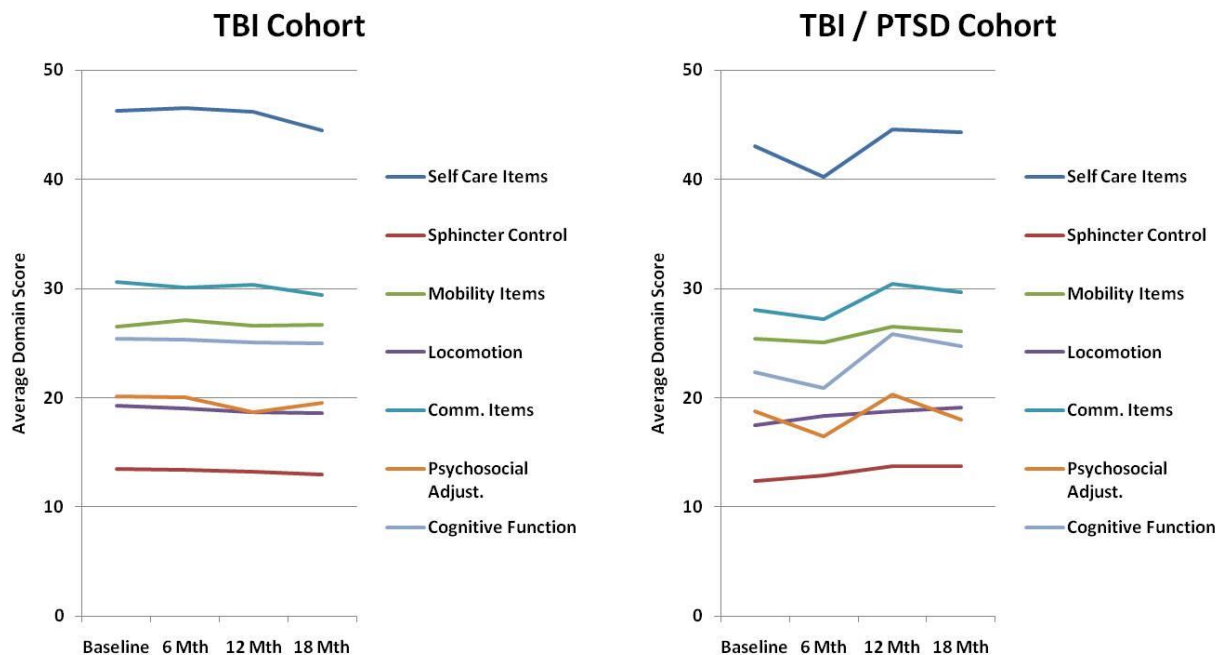 TBI Cohort
50
40
30
20
10
0
Average Domain Score
Baseline 6 Mth 12 Mth 18 Mth
Self Care Items
Sphincter Control
Mobility Items
Locomotion
Comm. Items
Psychosocial
Adjust.
Cognitive Function
TBI / PTSD Cohort
50
40
30
20
10
0
Average Domain Score
Baseline 6 Mth 12 Mth 18 Mth
Self Care Items
Sphincter Control
Mobility Items
Locomotion
Comm. Items
Psychosocial
Adjust.
Cognitive Function